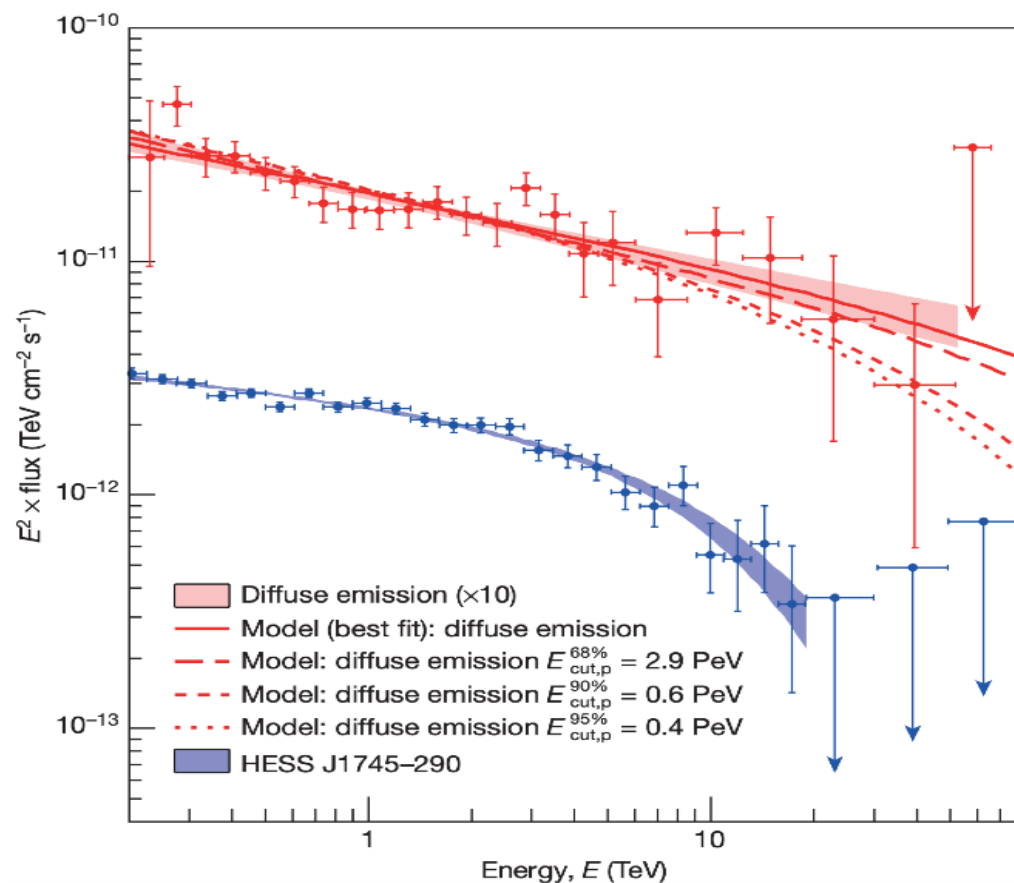 10⁻¹⁰
10⁻¹¹
10⁻¹²
10⁻¹³
E² × flux (TeV cm⁻² s⁻¹)
Diffuse emission (×10)
Model (best fit): diffuse emission
Model: diffuse emission E^68%_cut,p = 2.9 PeV
Model: diffuse emission E^90%_cut,p = 0.6 PeV
Model: diffuse emission E^95%_cut,p = 0.4 PeV
HESS J1745–290
1 10
Energy, E (TeV)